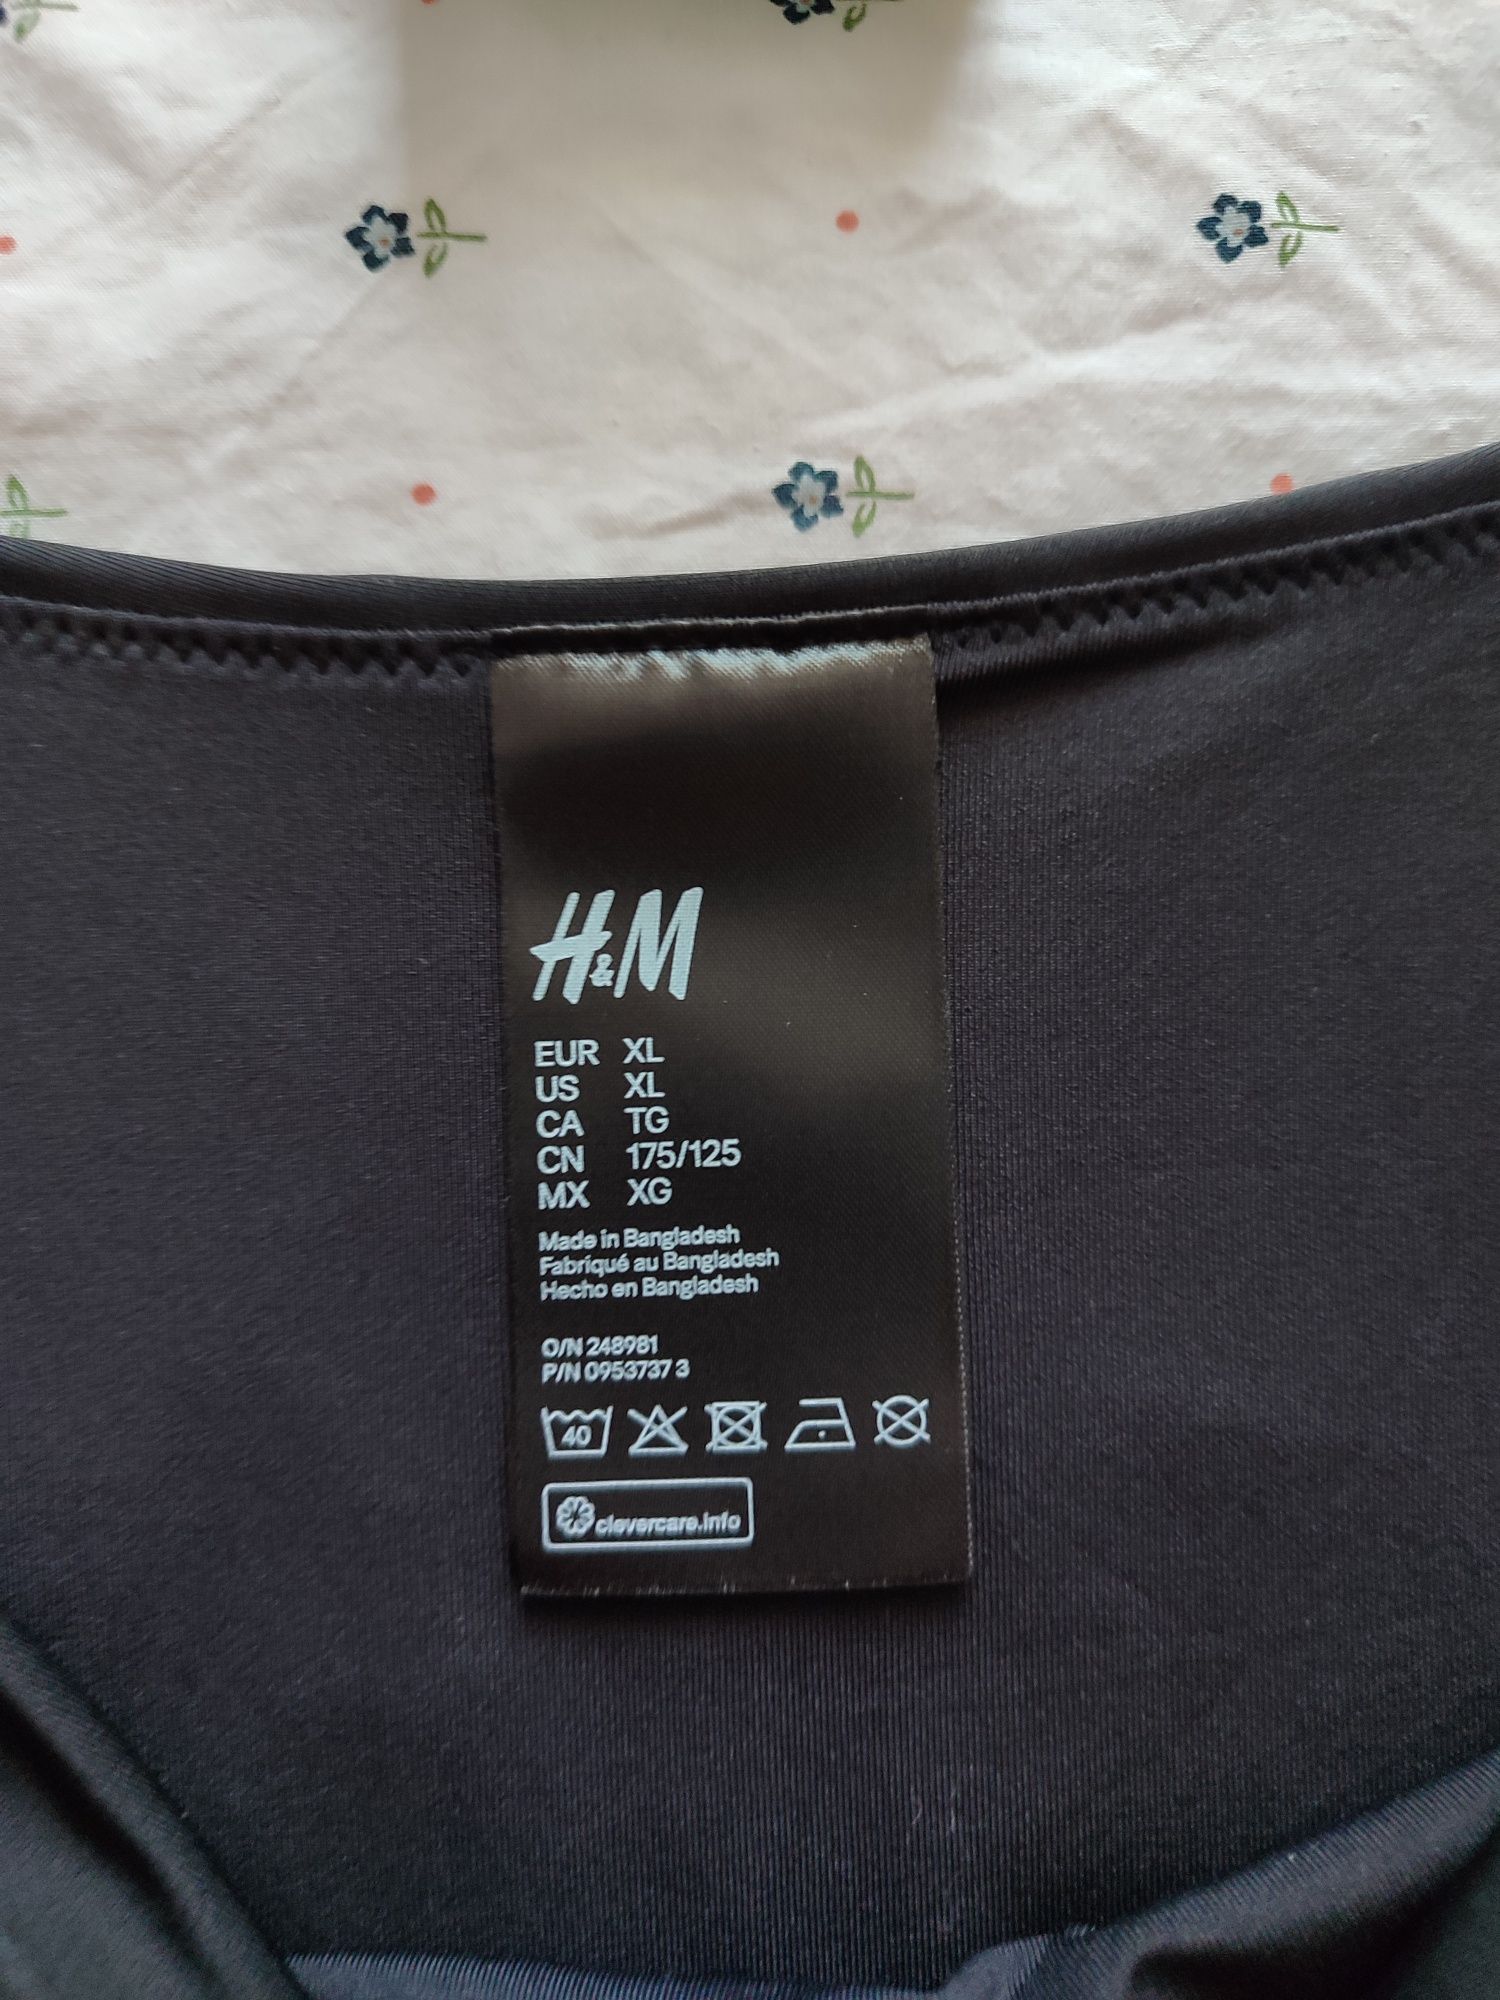 H&M
EUR XL
US XL
CA TG
CN 175/125
MX XG
Made in Bangladesh
Fabriqué au Bangladesh
Hecho en Bangladesh
O/N 248981
P/N 0953737 3
40
clevercare.info